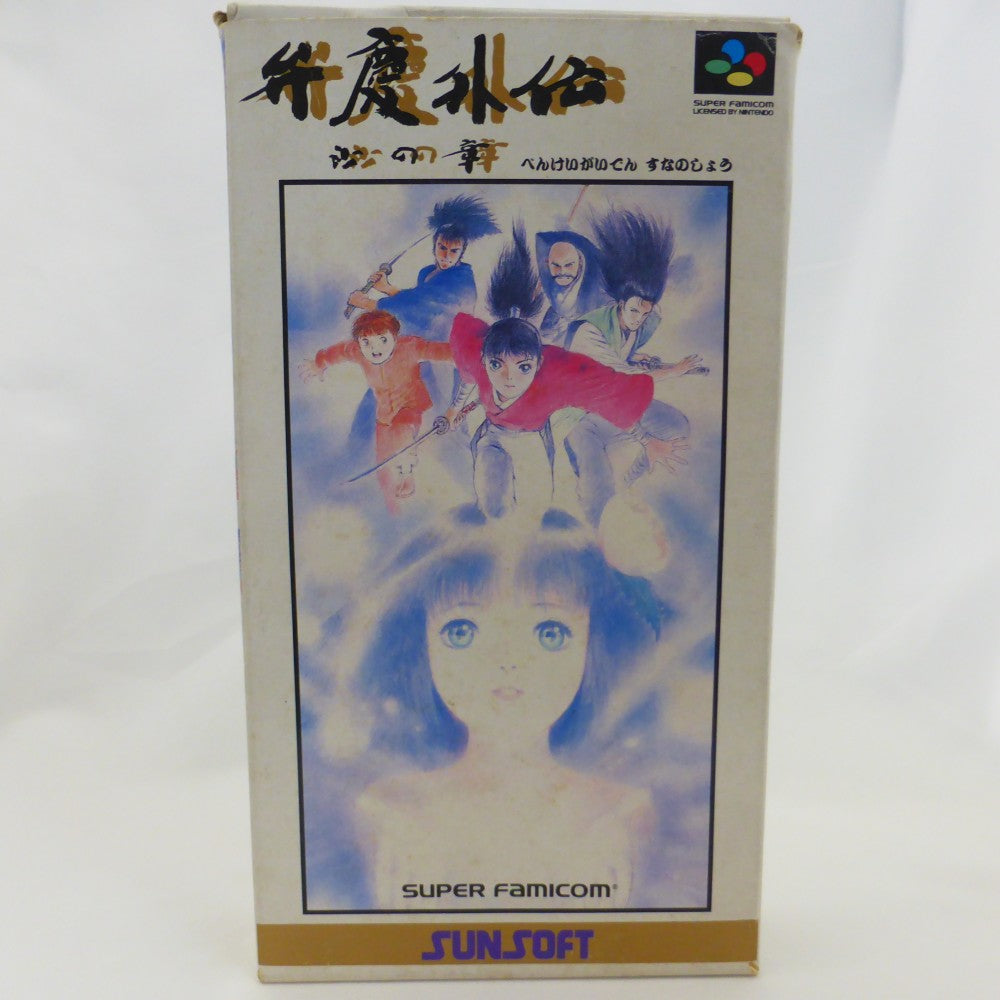 弁慶外伝
沙の章 べんけいがいでん すなのしょう
SUPER FAMICOM
LICENSED BY NINTENDO
SUPER FAMICOM®
SUNSOFT